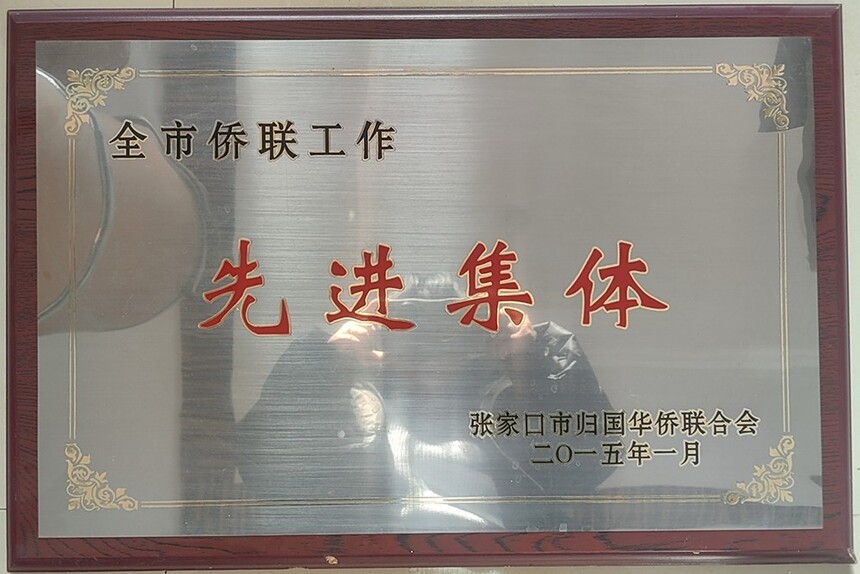 全市侨联工作
先进集体
张家口市归国华侨联合会
二〇一五年一月